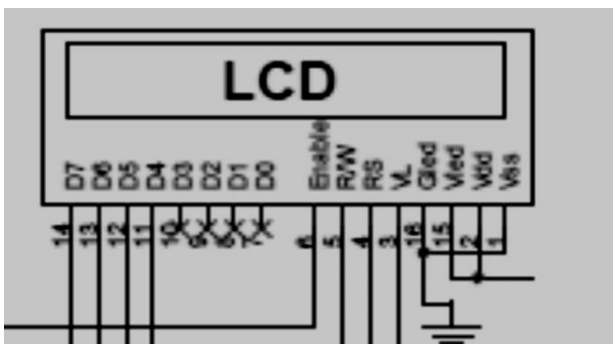 LCD
D7 D6 D5 D4 D3 D2 D1 D0 Enable R/W RS VL Gled Vled Vdd Vss
14 13 12 11 10 9 8 7 6 5 4 3 16 15 2 1